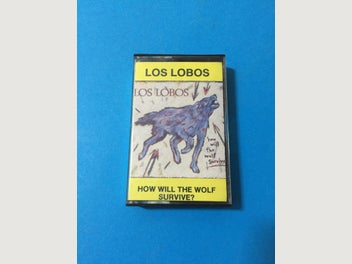 LOS LOBOS
LOS LOBOS
how will
the
wolf
survive
HOW WILL THE WOLF
SURVIVE?